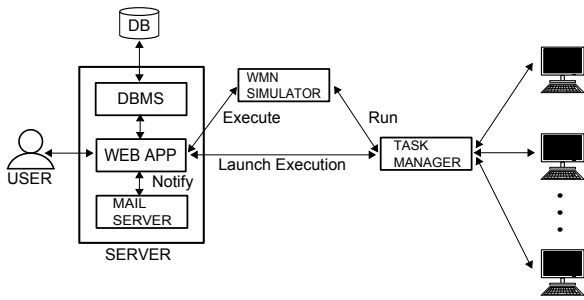 DB
DBMS
WMN
SIMULATOR
Execute
Run
USER
WEB APP
Launch Execution
TASK
MANAGER
Notify
MAIL
SERVER
SERVER